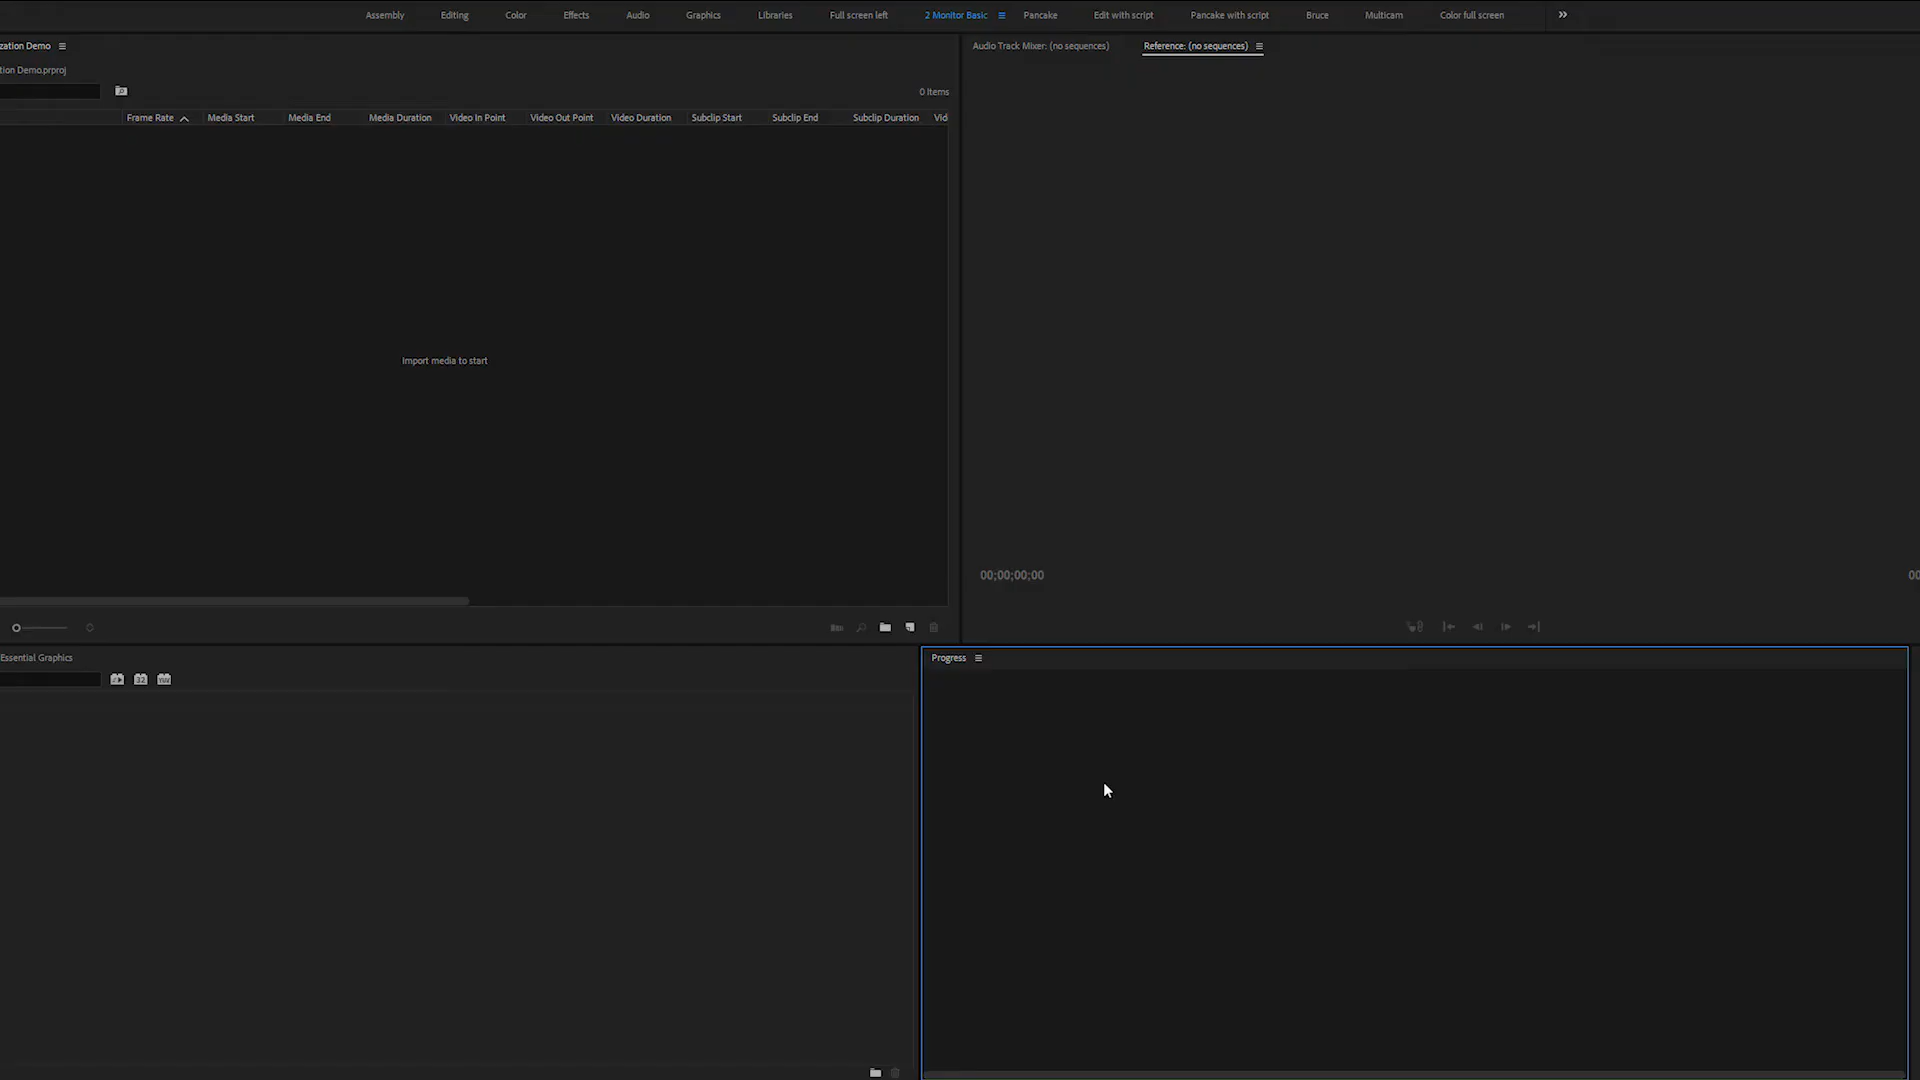 Assembly Editing Color Effects Audio Graphics Libraries Full screen left 2 Monitor Basic Pancake Edit with script Pancake with script Bruce Multicam Color full screen »
zation Demo
Audio Track Mixer: (no sequences) Reference: (no sequences)
tion Demo.prproj
0 Items
Frame Rate Media Start Media End Media Duration Video In Point Video Out Point Video Duration Subclip Start Subclip End Subclip Duration Vid
Import media to start
00;00;00;00
00
Essential Graphics
Progress
32 YUV